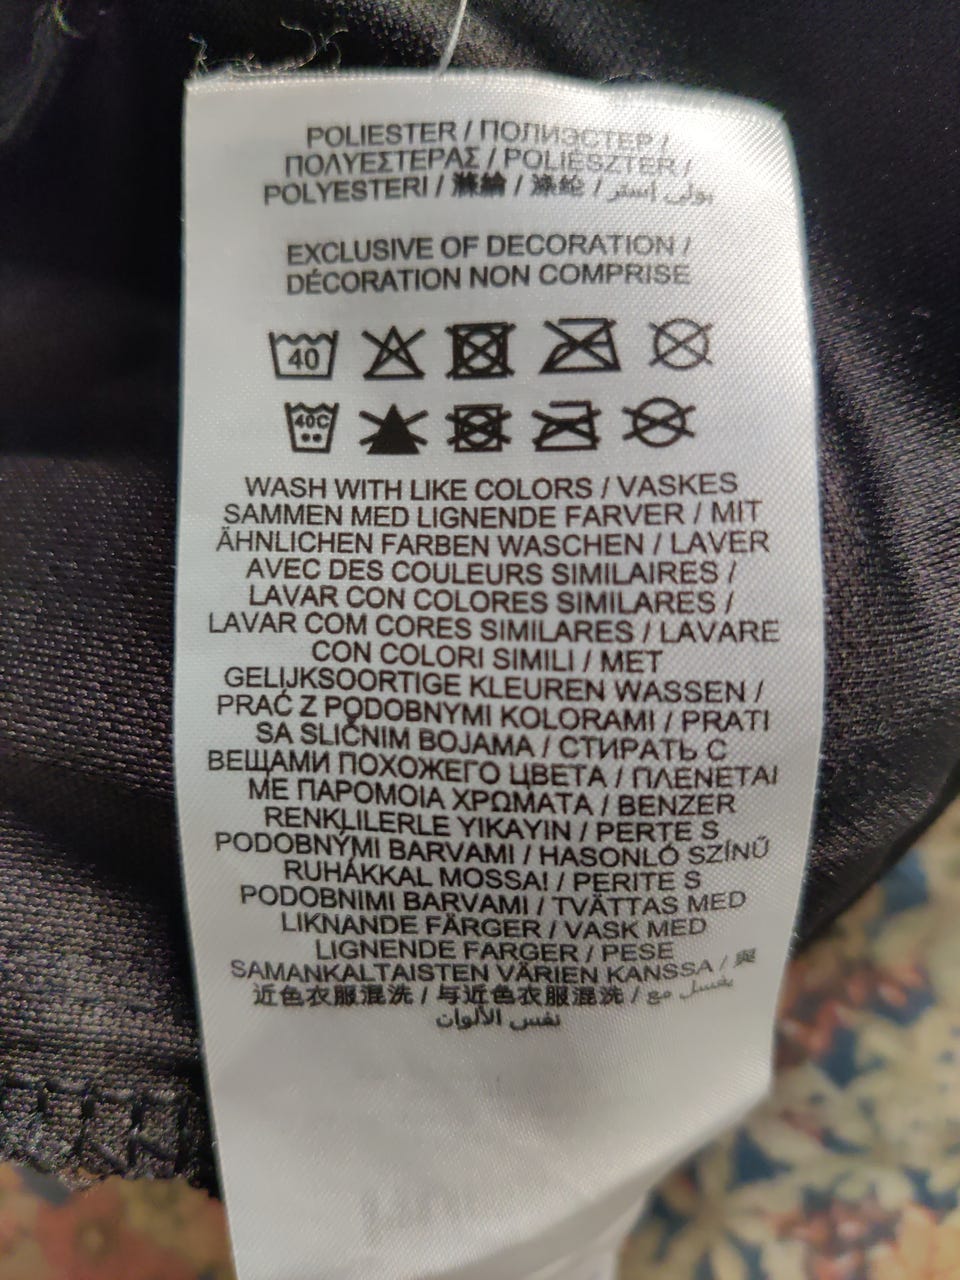 POLIESTER / ПОЛИЭСТЕР /
ΠΟΛΥΕΣΤΕΡΑΣ / POLIÉSZTER /
POLYESTERI / 滌綸 / 涤纶 / بولي إستر
EXCLUSIVE OF DECORATION /
DÉCORATION NON COMPRISE
40
40C
WASH WITH LIKE COLORS / VASKES
SAMMEN MED LIGNENDE FARVER / MIT
ÄHNLICHEN FARBEN WASCHEN / LAVER
AVEC DES COULEURS SIMILAIRES /
LAVAR CON COLORES SIMILARES /
LAVAR COM CORES SIMILARES / LAVARE
CON COLORI SIMILI / MET
GELIJKSOORTIGE KLEUREN WASSEN /
PRAĆ Z PODOBNYMI KOLORAMI / PRATI
SA SLIČNIM BOJAMA / СТИРАТЬ С
ВЕЩАМИ ПОХОЖЕГО ЦВЕТА / ΠΛΕΝΕΤΑΙ
ΜΕ ΠΑΡΟΜΟΙΑ ΧΡΩΜΑΤΑ / BENZER
RENKLILERLE YIKAYIN / PERTE S
PODOBNÝMI BARVAMI / HASONLÓ SZÍNŰ
RUHÁKKAL MOSSA! / PERITE S
PODOBNIMI BARVAMI / TVÄTTAS MED
LIKNANDE FÄRGER / VASK MED
LIGNENDE FARGER / PESE
SAMANKALTAISTEN VÄRIEN KANSSA / 與
近色衣服混洗 / 与近色衣服混洗 / يغسل مع
نفس الألوان